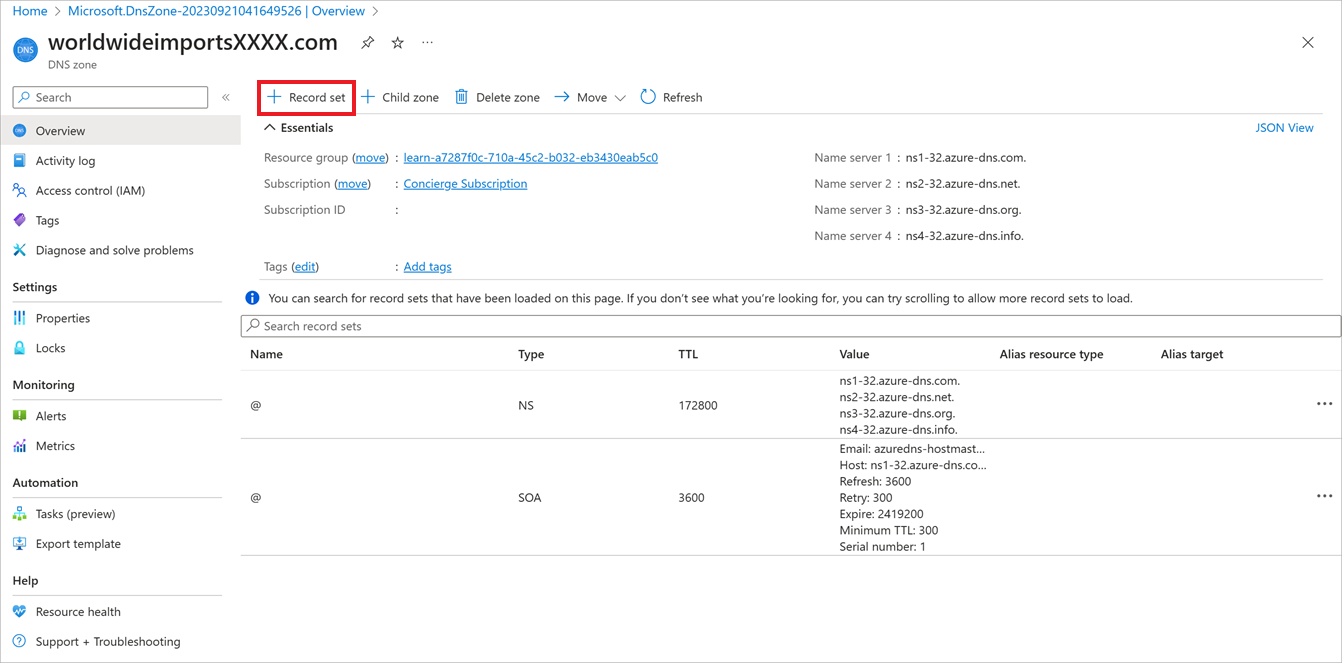 Home > Microsoft.DnsZone-20230921041649526 | Overview >
DNS
worldwideimportsXXXX.com ...
DNS zone
Search «
Overview
Activity log
Access control (IAM)
Tags
Diagnose and solve problems
Settings
Properties
Locks
Monitoring
Alerts
Metrics
Automation
Tasks (preview)
Export template
Help
Resource health
Support + Troubleshooting
+ Record set + Child zone Delete zone → Move Refresh
Essentials JSON View
Resource group (move) : learn-a7287f0c-710a-45c2-b032-eb3430eab5c0 Name server 1 : ns1-32.azure-dns.com.
Subscription (move) : Concierge Subscription Name server 2 : ns2-32.azure-dns.net.
Subscription ID : Name server 3 : ns3-32.azure-dns.org.
Name server 4 : ns4-32.azure-dns.info.
Tags (edit) : Add tags
You can search for record sets that have been loaded on this page. If you don't see what you're looking for, you can try scrolling to allow more record sets to load.
Search record sets
Name Type TTL Value Alias resource type Alias target
@ NS 172800
ns1-32.azure-dns.com.
ns2-32.azure-dns.net.
ns3-32.azure-dns.org.
ns4-32.azure-dns.info.
...
@ SOA 3600
Email: azuredns-hostmast...
Host: ns1-32.azure-dns.co...
Refresh: 3600
Retry: 300
Expire: 2419200
Minimum TTL: 300
Serial number: 1
...